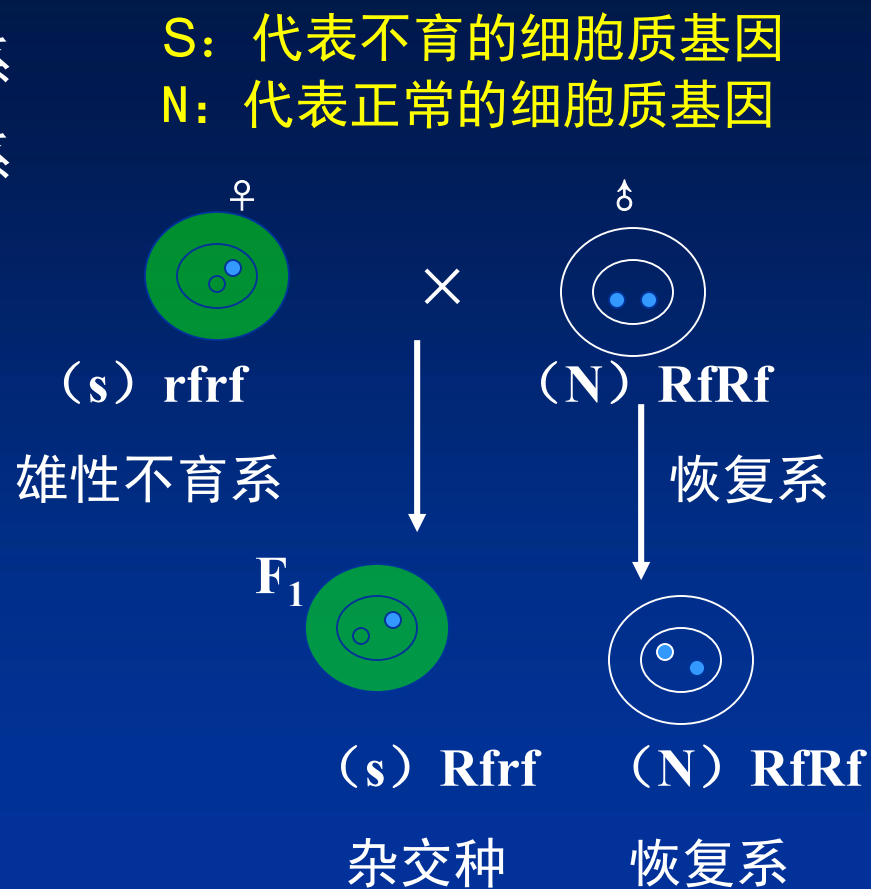 S：代表不育的细胞质基因
N：代表正常的细胞质基因
♀ ♂
×
（s）rfrf （N）RfRf
雄性不育系 恢复系
F₁
（s）Rfrf （N）RfRf
杂交种 恢复系